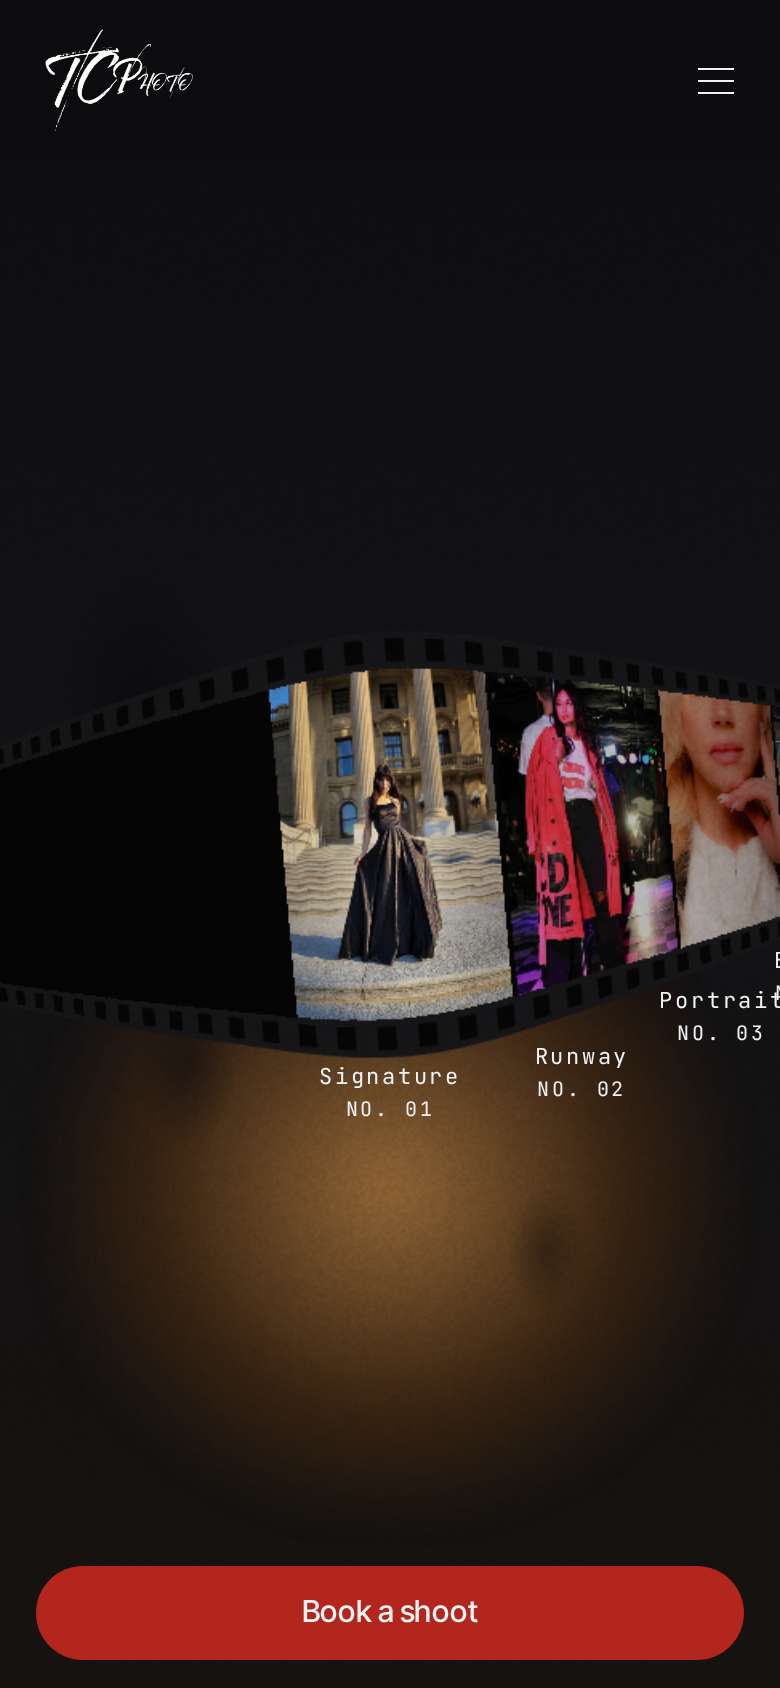 TCPHOTO
Signature
NO. 01
Runway
NO. 02
Portrait
NO. 03
Book a shoot